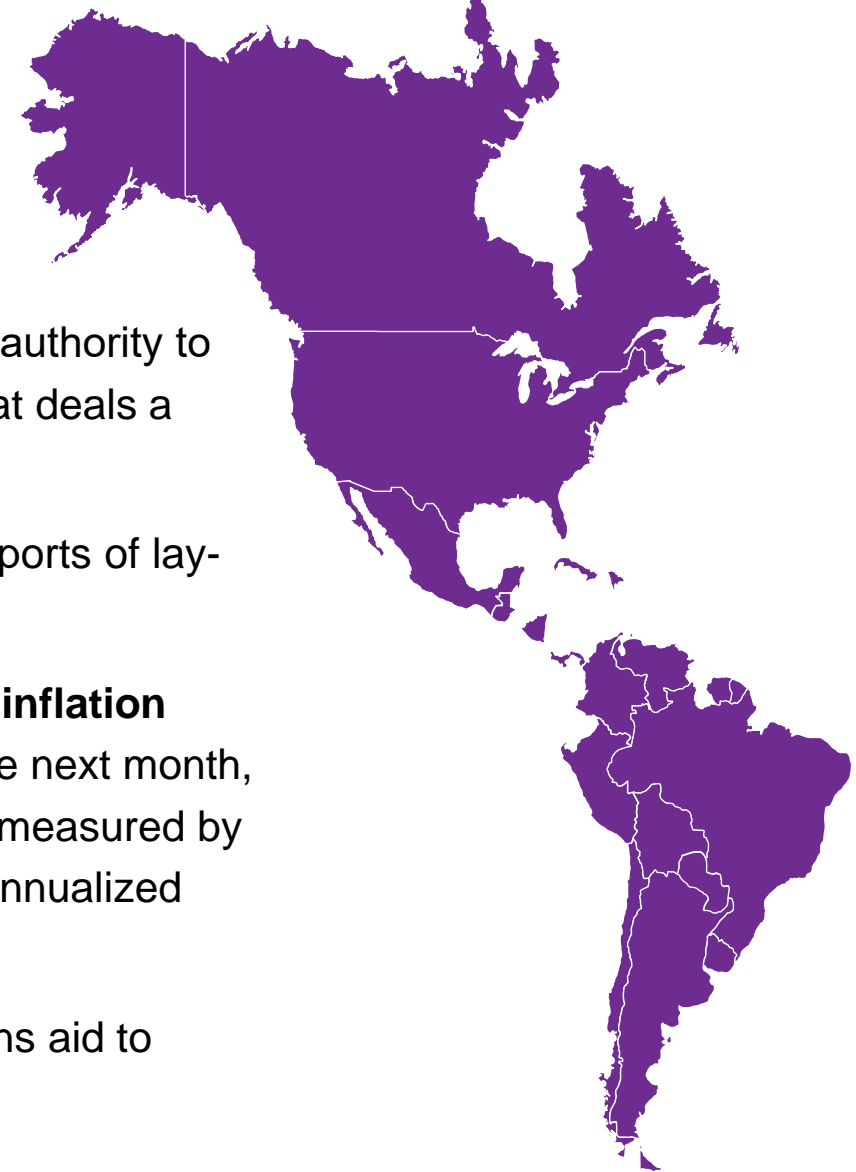 authority to
at deals a
ports of lay-
inflation
e next month,
measured by
nnualized
ns aid to